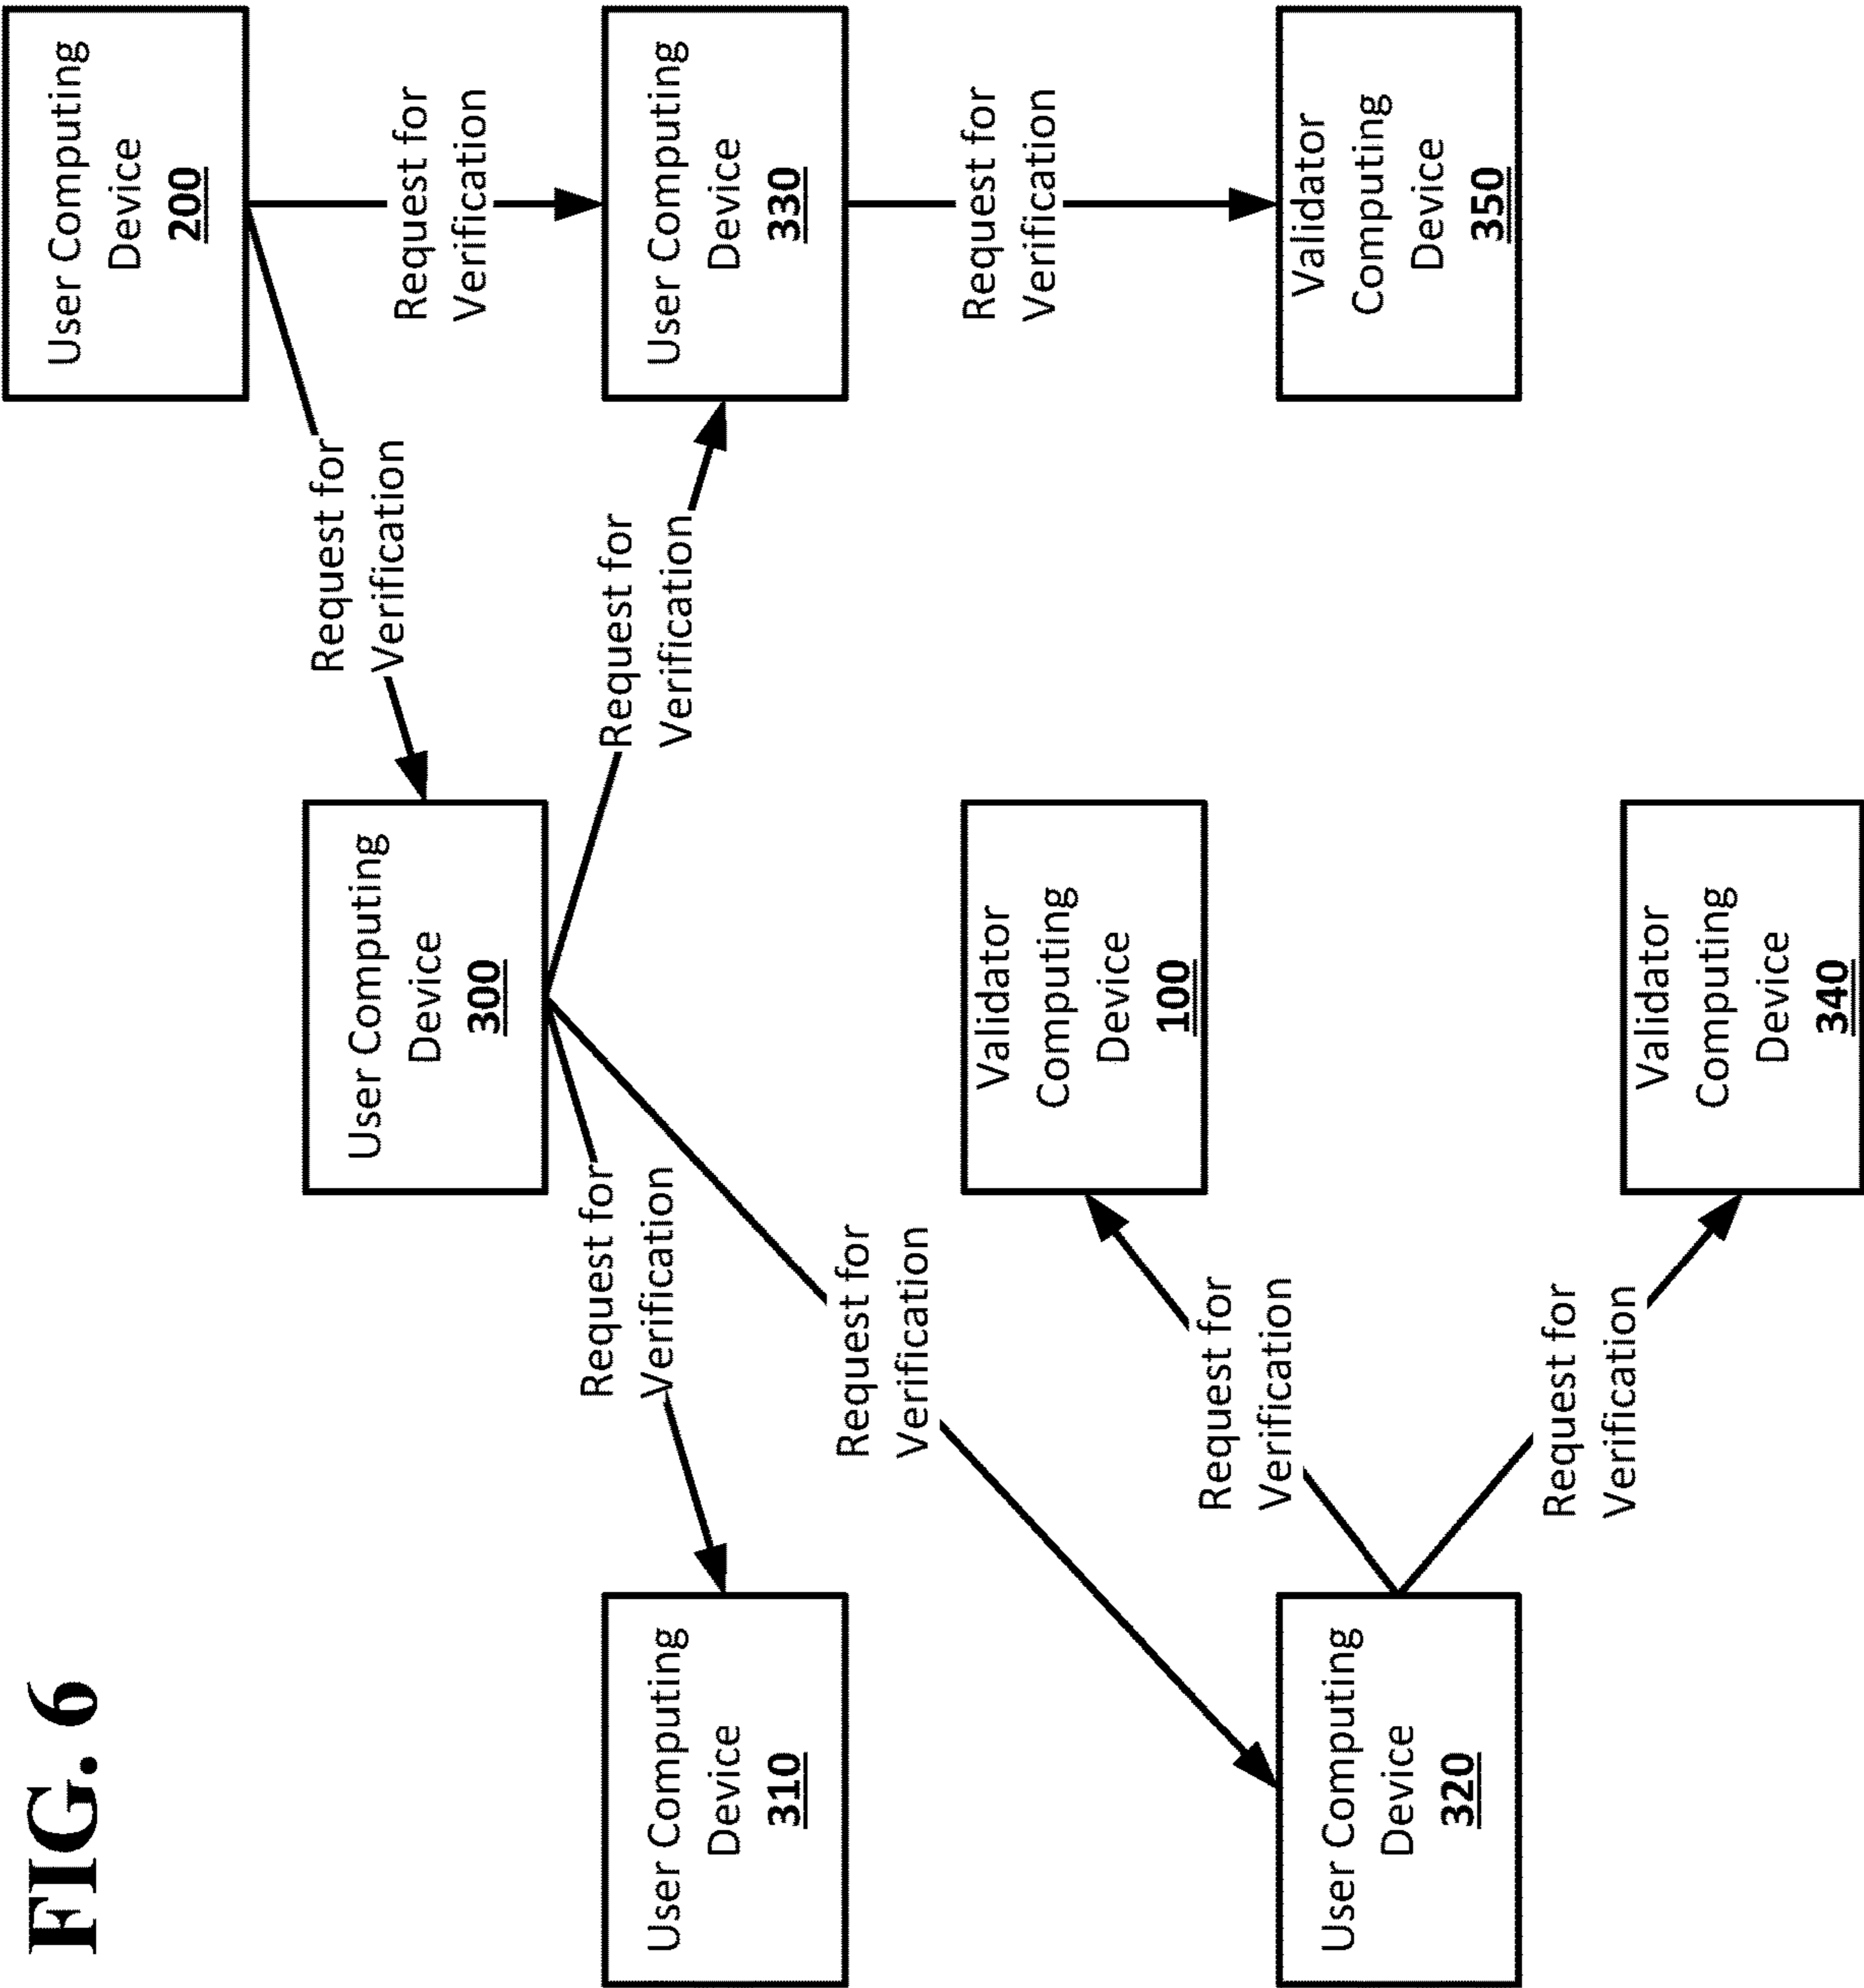 FIG. 6
User Computing
Device
200
Request for
Verification
User Computing
Device
300
Request for
Verification
Request for
Verification
Request for
Verification
User Computing
Device
310
User Computing
Device
330
Request for
Verification
Request for
Verification
Validator
Computing
Device
100
Request for
Verification
User Computing
Device
320
Validator
Computing
Device
350
Request for
Verification
Validator
Computing
Device
340